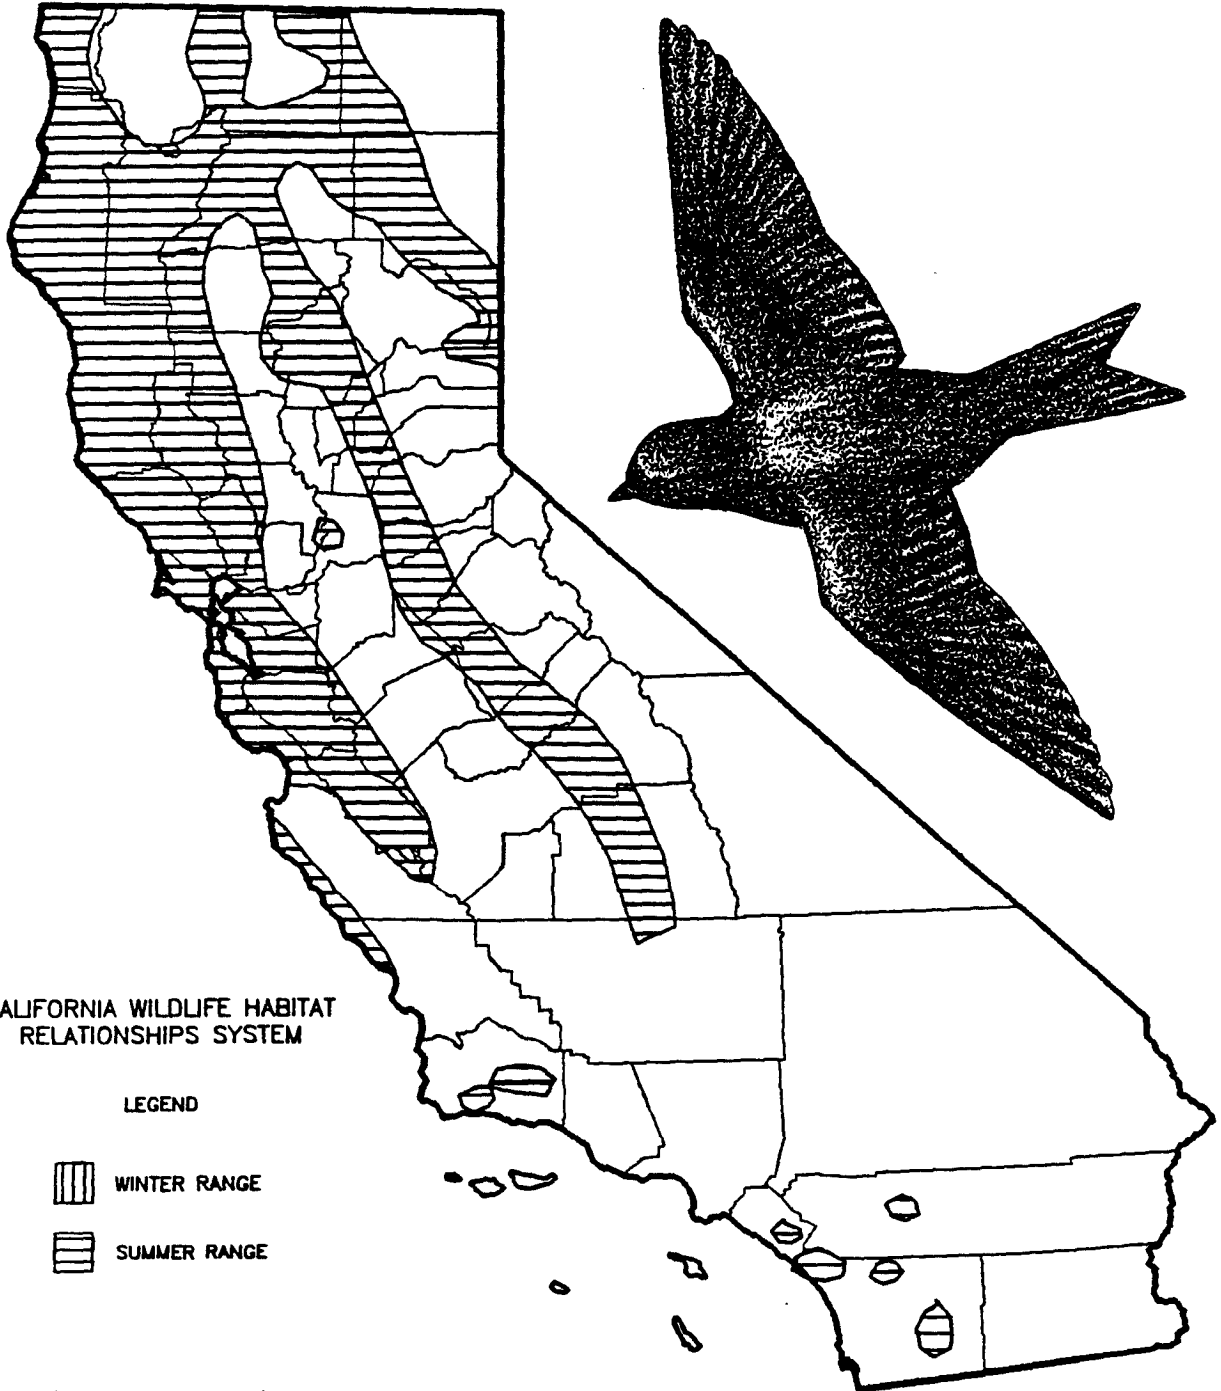 ALIFORNIA WILDLIFE HABITAT
RELATIONSHIPS SYSTEM
LEGEND
WINTER RANGE
SUMMER RANGE